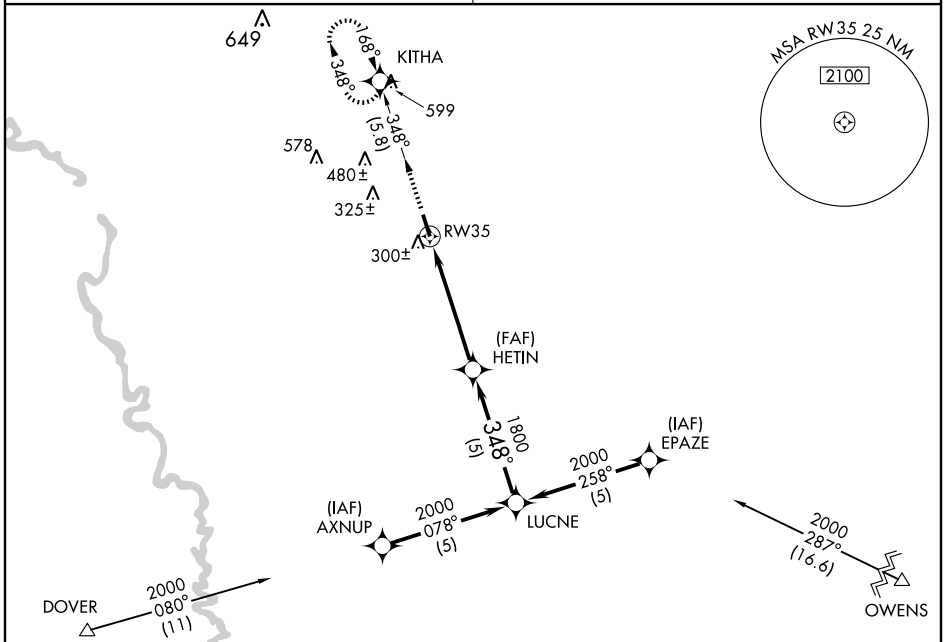 649
168°
348°
KITHA
599
348°
(5.8)
578
480±
325±
300±
RW35
MSA RW35 25 NM
2100
(FAF)
HETIN
1800
348°
(5)
(IAF)
EPAZE
2000
258°
(5)
LUCNE
(IAF)
AXNUP
2000
078°
(5)
2000
287°
(16.6)
OWENS
2000
080°
(11)
DOVER